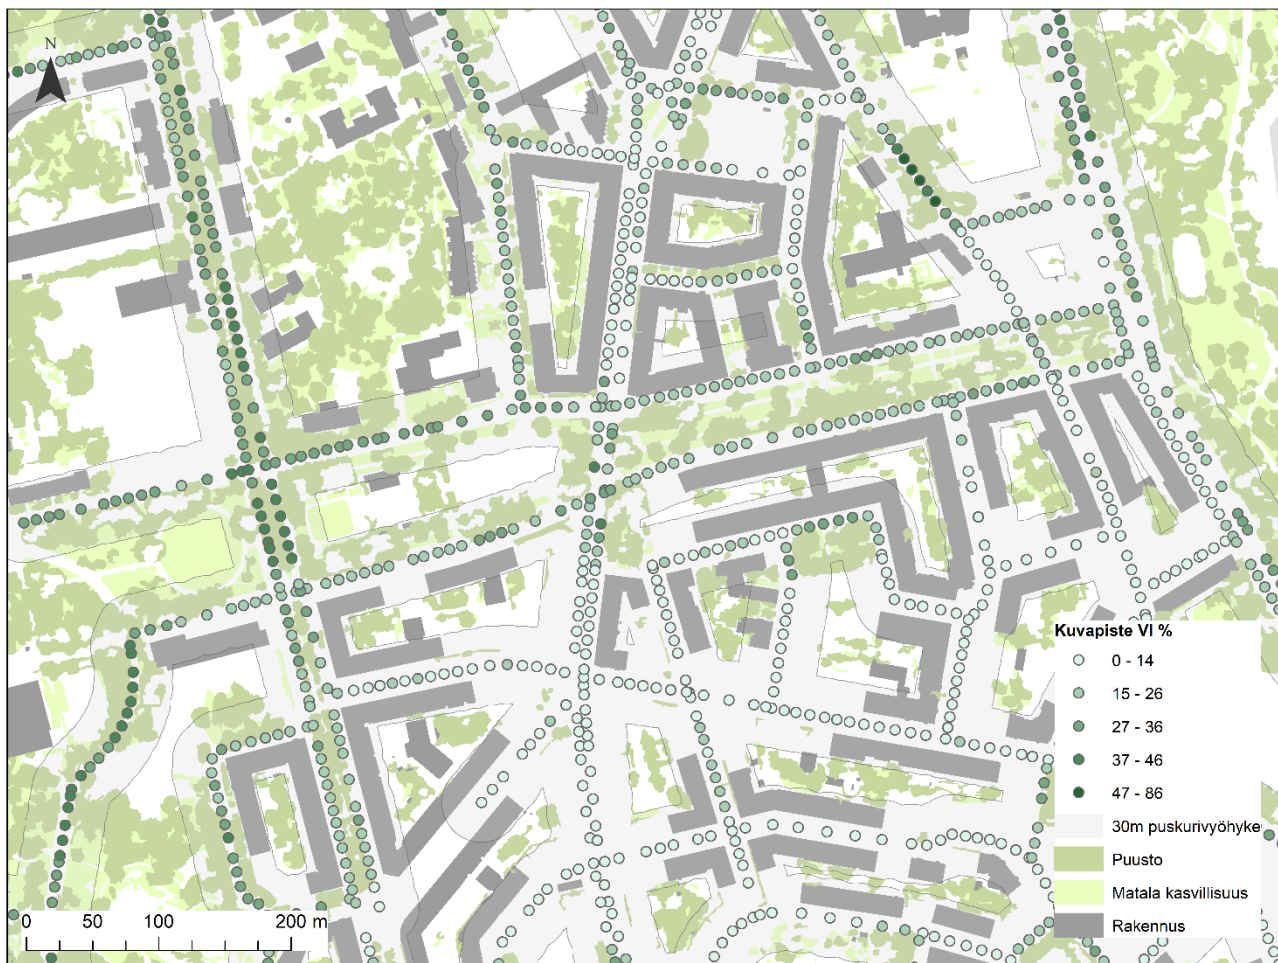 N
Kuvapiste VI %
0 - 14
15 - 26
27 - 36
37 - 46
47 - 86
30m puskurivyöhyke
Puusto
Matala kasvillisuus
Rakennus
0 50 100 200 m